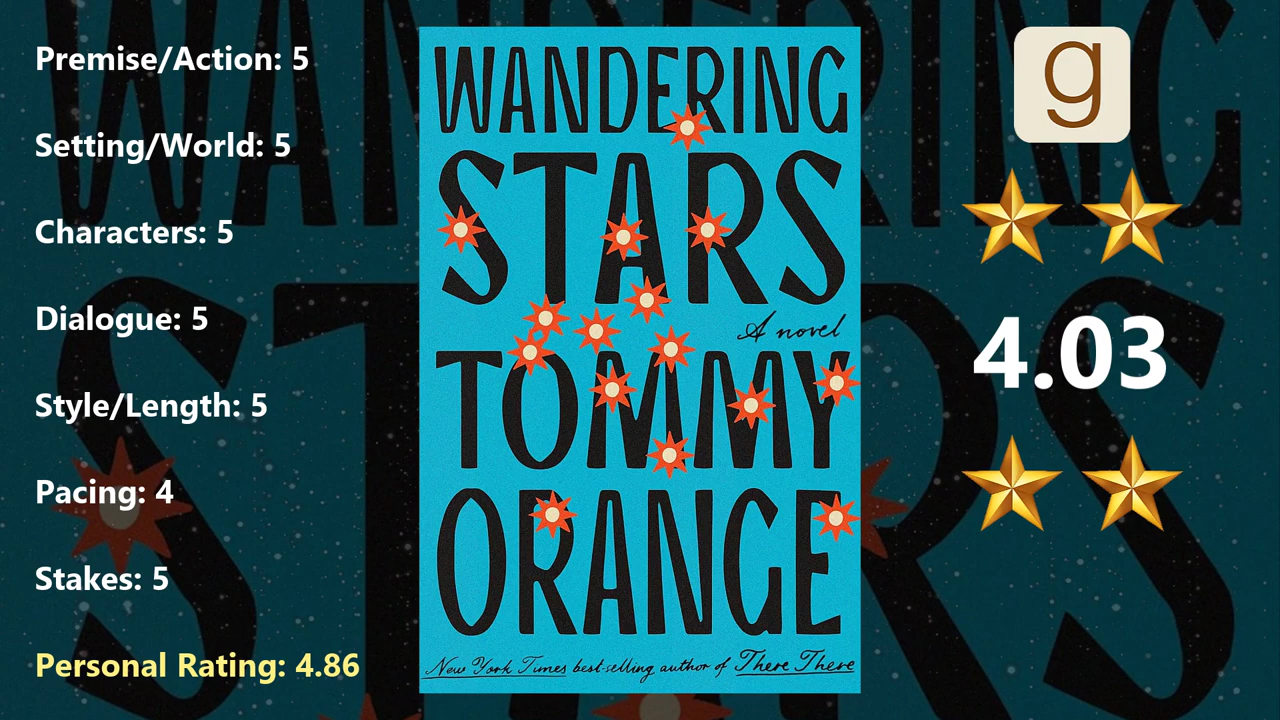 Premise/Action: 5
Setting/World: 5
Characters: 5
Dialogue: 5
Style/Length: 5
Pacing: 4
Stakes: 5
Personal Rating: 4.86
WANDERING
STARS
A novel
TOMMY
ORANGE
New York Times best-selling author of There There
g
4.03